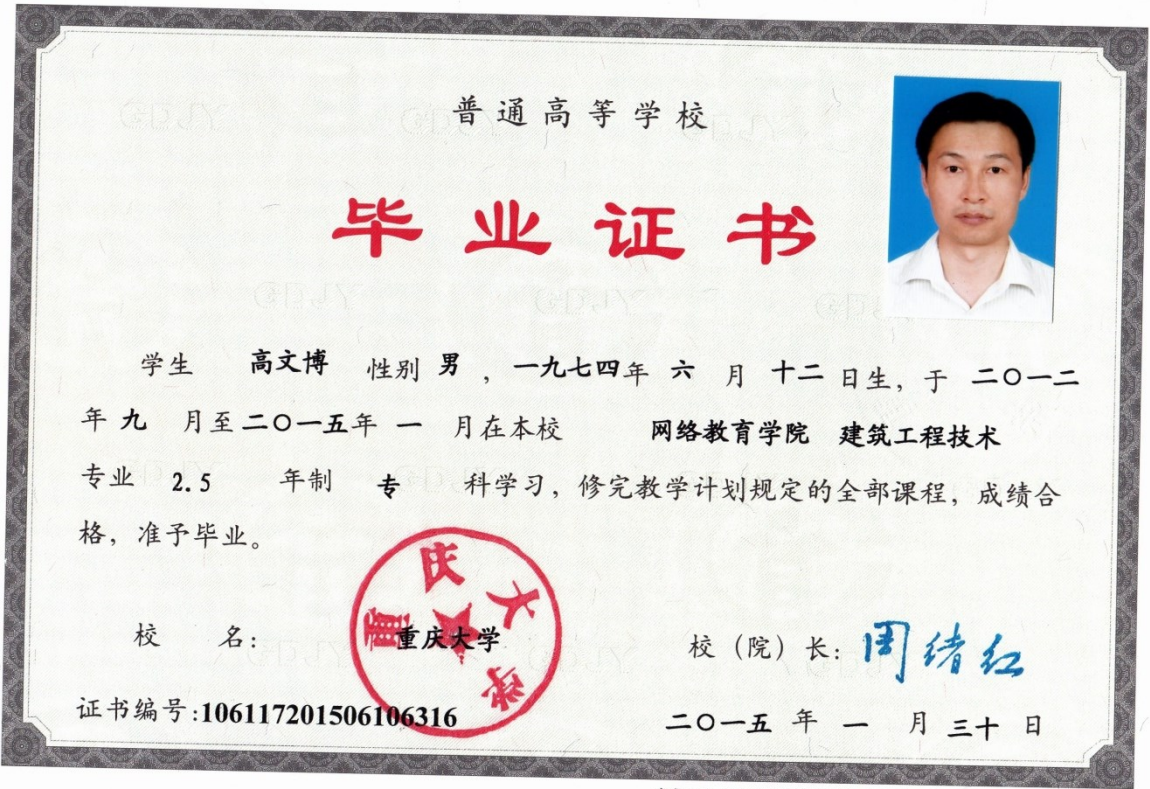 普通高等学校
毕业证书
学生 高文博 性别 男 ,一九七四年 六 月 十二 日生，于 二〇一二
年 九 月至二〇一五年 一 月在本校 网络教育学院 建筑工程技术
专业 2.5 年制 专 科学习，修完教学计划规定的全部课程，成绩合
格，准予毕业。
重庆大学
校 名: 重庆大学
校（院）长: 周绪红
证书编号:106117201506106316
二〇一五 年 一 月 三十 日